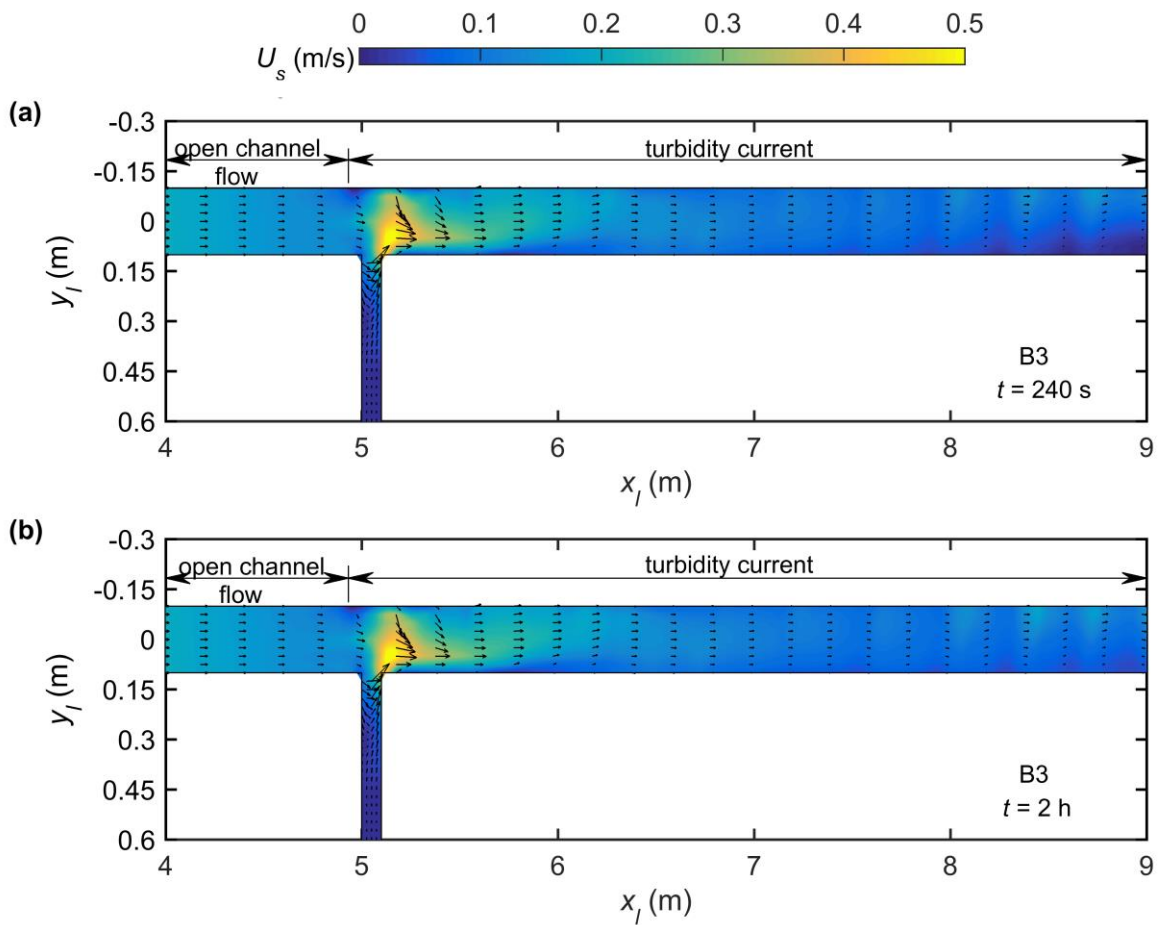 0 0.1 0.2 0.3 0.4 0.5
U_s (m/s)
(a)
-0.3
-0.15
0
0.15
0.3
0.45
0.6
y_l (m)
open channel
flow
turbidity current
B3
t = 240 s
4 5 6 7 8 9
x_l (m)
(b)
-0.3
-0.15
0
0.15
0.3
0.45
0.6
y_l (m)
open channel
flow
turbidity current
B3
t = 2 h
4 5 6 7 8 9
x_l (m)